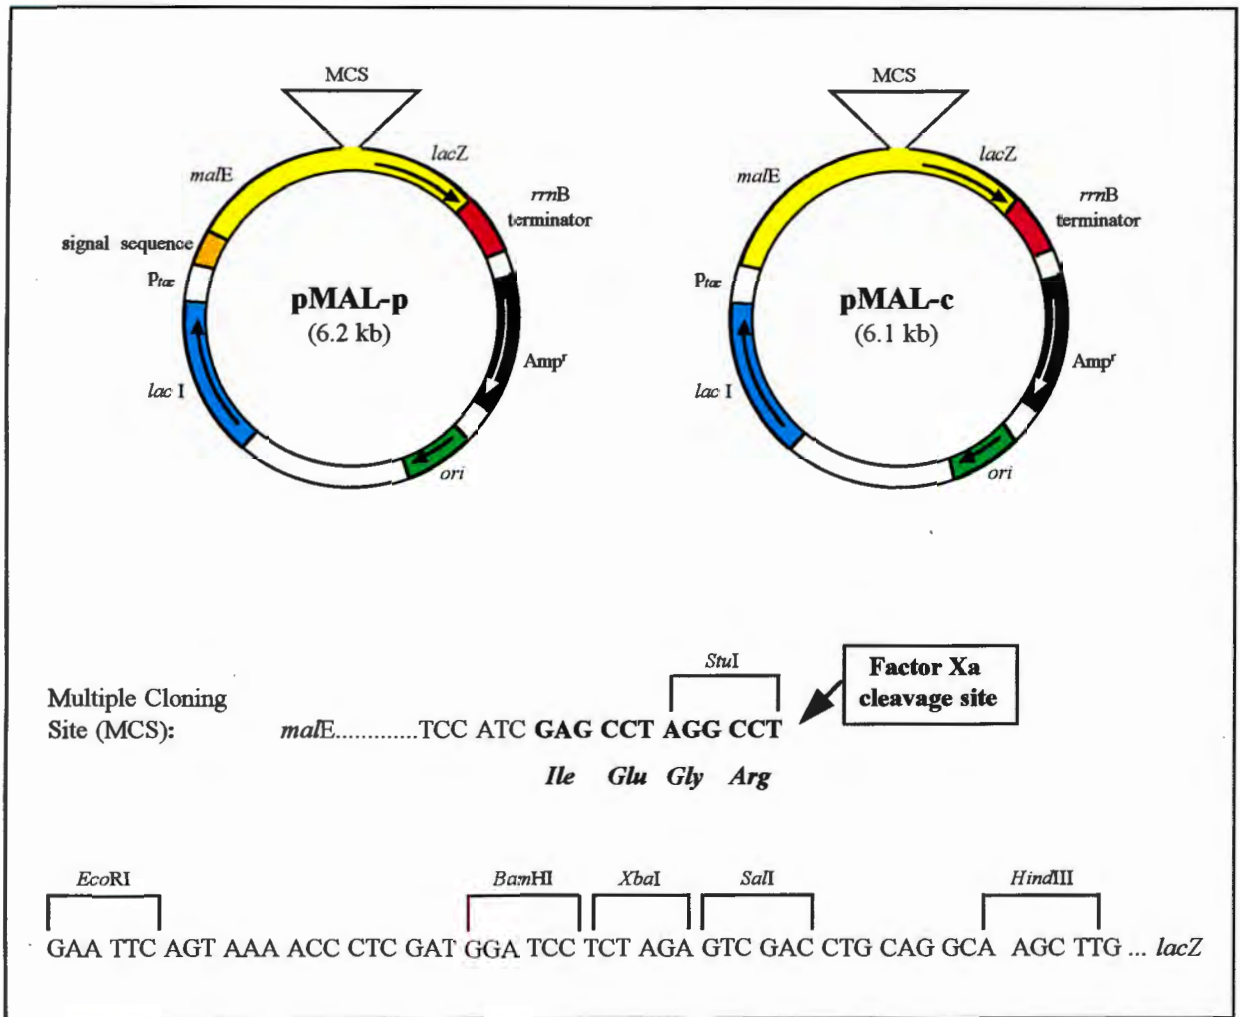 MCS
malE
lacZ
rrnB
terminator
signal sequence
Ptac
pMAL-p
(6.2 kb)
lac I
Ampʳ
ori
MCS
malE
lacZ
rrnB
terminator
Ptac
pMAL-c
(6.1 kb)
lac I
Ampʳ
ori
StuI
Factor Xa
cleavage site
Multiple Cloning
Site (MCS):
malE.............TCC ATC GAG CCT AGG CCT
Ile Glu Gly Arg
EcoRI BamHI XbaI SalI HindIII
GAA TTC AGT AAA ACC CTC GAT GGA TCC TCT AGA GTC GAC CTG CAG GCA AGC TTG ... lacZ